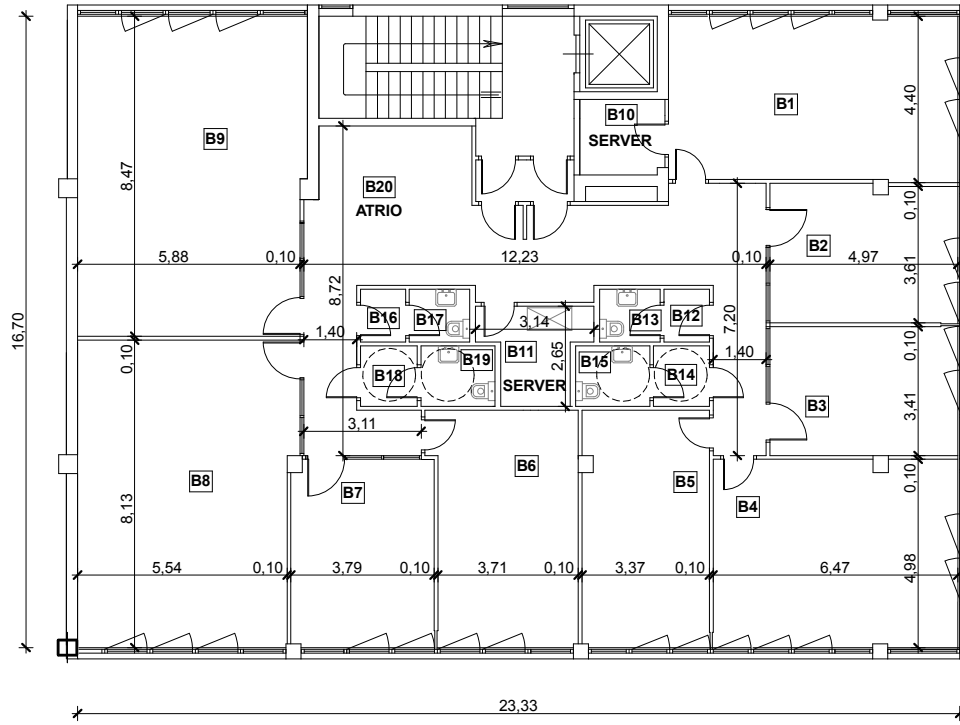 B1
4,40
B10
SERVER
B9
8,47
B20
ATRIO
0,10
B2
5,88
0,10
12,23
0,10
4,97
3,61
16,70
8,72
B16
B17
3,14
B13
B12
7,20
1,40
0,10
B11
2,65
B15
B14
1,40
0,10
B18
B19
SERVER
B3
3,41
3,11
B6
B8
B7
B5
B4
0,10
8,13
5,54
0,10
3,79
0,10
3,71
0,10
3,37
0,10
6,47
4,98
23,33